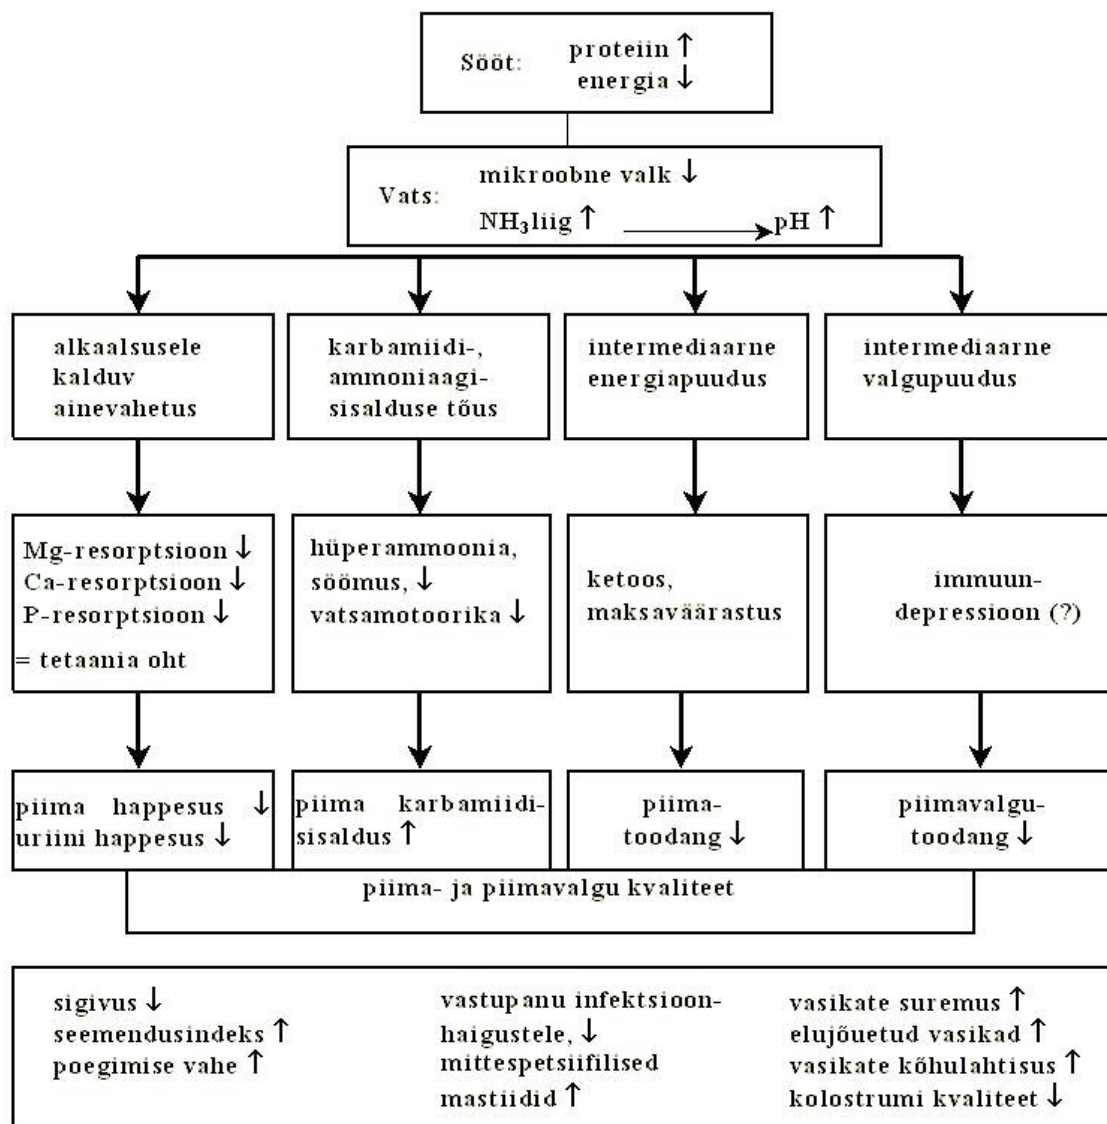 Sööt: proteiin ↑
energia ↓
Vats: mikroobne valk ↓
NH₃liig ↑ → pH ↑
alkaalsusele
kalduv
ainevahetus
karbamiidi-,
ammoniaagi-
sisalduse tõus
intermediaarne
energiapuudus
intermediaarne
valgupuudus
Mg-resorptsioon ↓
Ca-resorptsioon ↓
P-resorptsioon ↓
= tetaania oht
hüperammoonia,
söömus, ↓
vatsamotoorika ↓
ketoos,
maksaväärastus
immuun-
depressioon (?)
piima happesus ↓
uriini happesus ↓
piima karbamiidi-
sisaldus ↑
piima-
toodang ↓
piimavalgu-
toodang ↓
piima- ja piimavalgu kvaliteet
sigivus ↓
seemendusindeks ↑
poegimise vahe ↑
vastupanu infektsioon-
haigustele, ↓
mittespetsiifilised
mastiidid ↑
vasikate suremus ↑
elujõuetud vasikad ↑
vasikate kõhulahtisus ↑
kolostrumi kvaliteet ↓